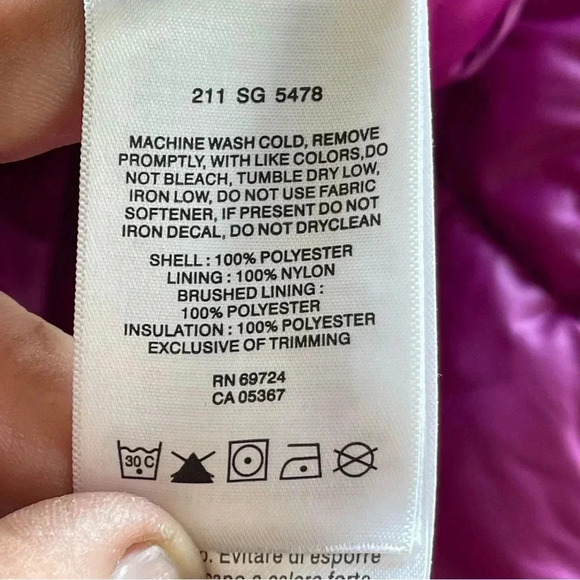 211 SG 5478
MACHINE WASH COLD, REMOVE
PROMPTLY, WITH LIKE COLORS,DO
NOT BLEACH, TUMBLE DRY LOW,
IRON LOW, DO NOT USE FABRIC
SOFTENER, IF PRESENT DO NOT
IRON DECAL, DO NOT DRYCLEAN
SHELL : 100% POLYESTER
LINING : 100% NYLON
BRUSHED LINING :
100% POLYESTER
INSULATION : 100% POLYESTER
EXCLUSIVE OF TRIMMING
RN 69724
CA 05367
30 C
. Evitare di esporre
a calore forte